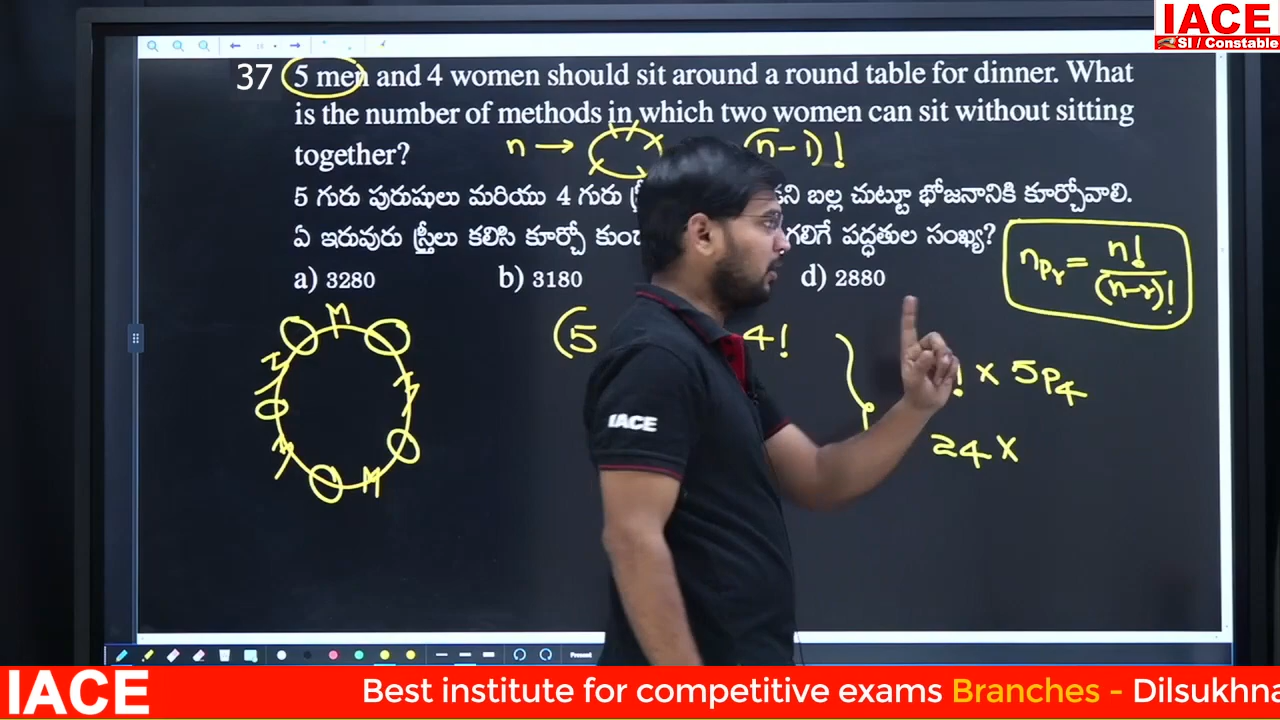 IACE
SI / Constable
37 5 men and 4 women should sit around a round table for dinner. What
is the number of methods in which two women can sit without sitting
together?
n → (n-1)!
5 గురు పురుషులు మరియు 4 గురు బల్ల చుట్టూ భోజనానికి కూర్చోవాలి.
ఏ ఇరువురు స్త్రీలు కలిసి కూర్చో పద్ధతుల సంఖ్య?
a) 3280 b) 3180 d) 2880
nPr = n! / (n-r)!
M
(5 4!
! x 5P4
M M
24 x
M M
IACE
Present
IACE Best institute for competitive exams Branches - Dilsukhna